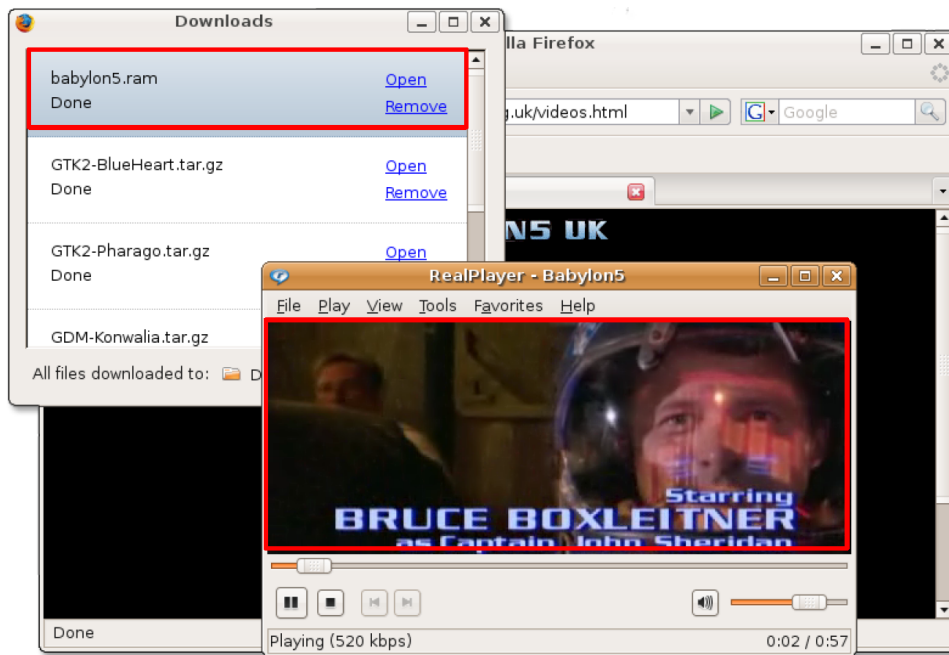 Downloads
babylon5.ram
Open
Done
Remove
GTK2-BlueHeart.tar.gz
Open
Done
Remove
GTK2-Pharago.tar.gz
Open
Done
GDM-Konwalia.tar.gz
All files downloaded to: D
lla Firefox
g.uk/videos.html
G
Google
N5 UK
RealPlayer - Babylon5
File Play View Tools Favorites Help
Starring
BRUCE BOXLEITNER
as Captain John Sheridan
Playing (520 kbps)
0:02 / 0:57
Done